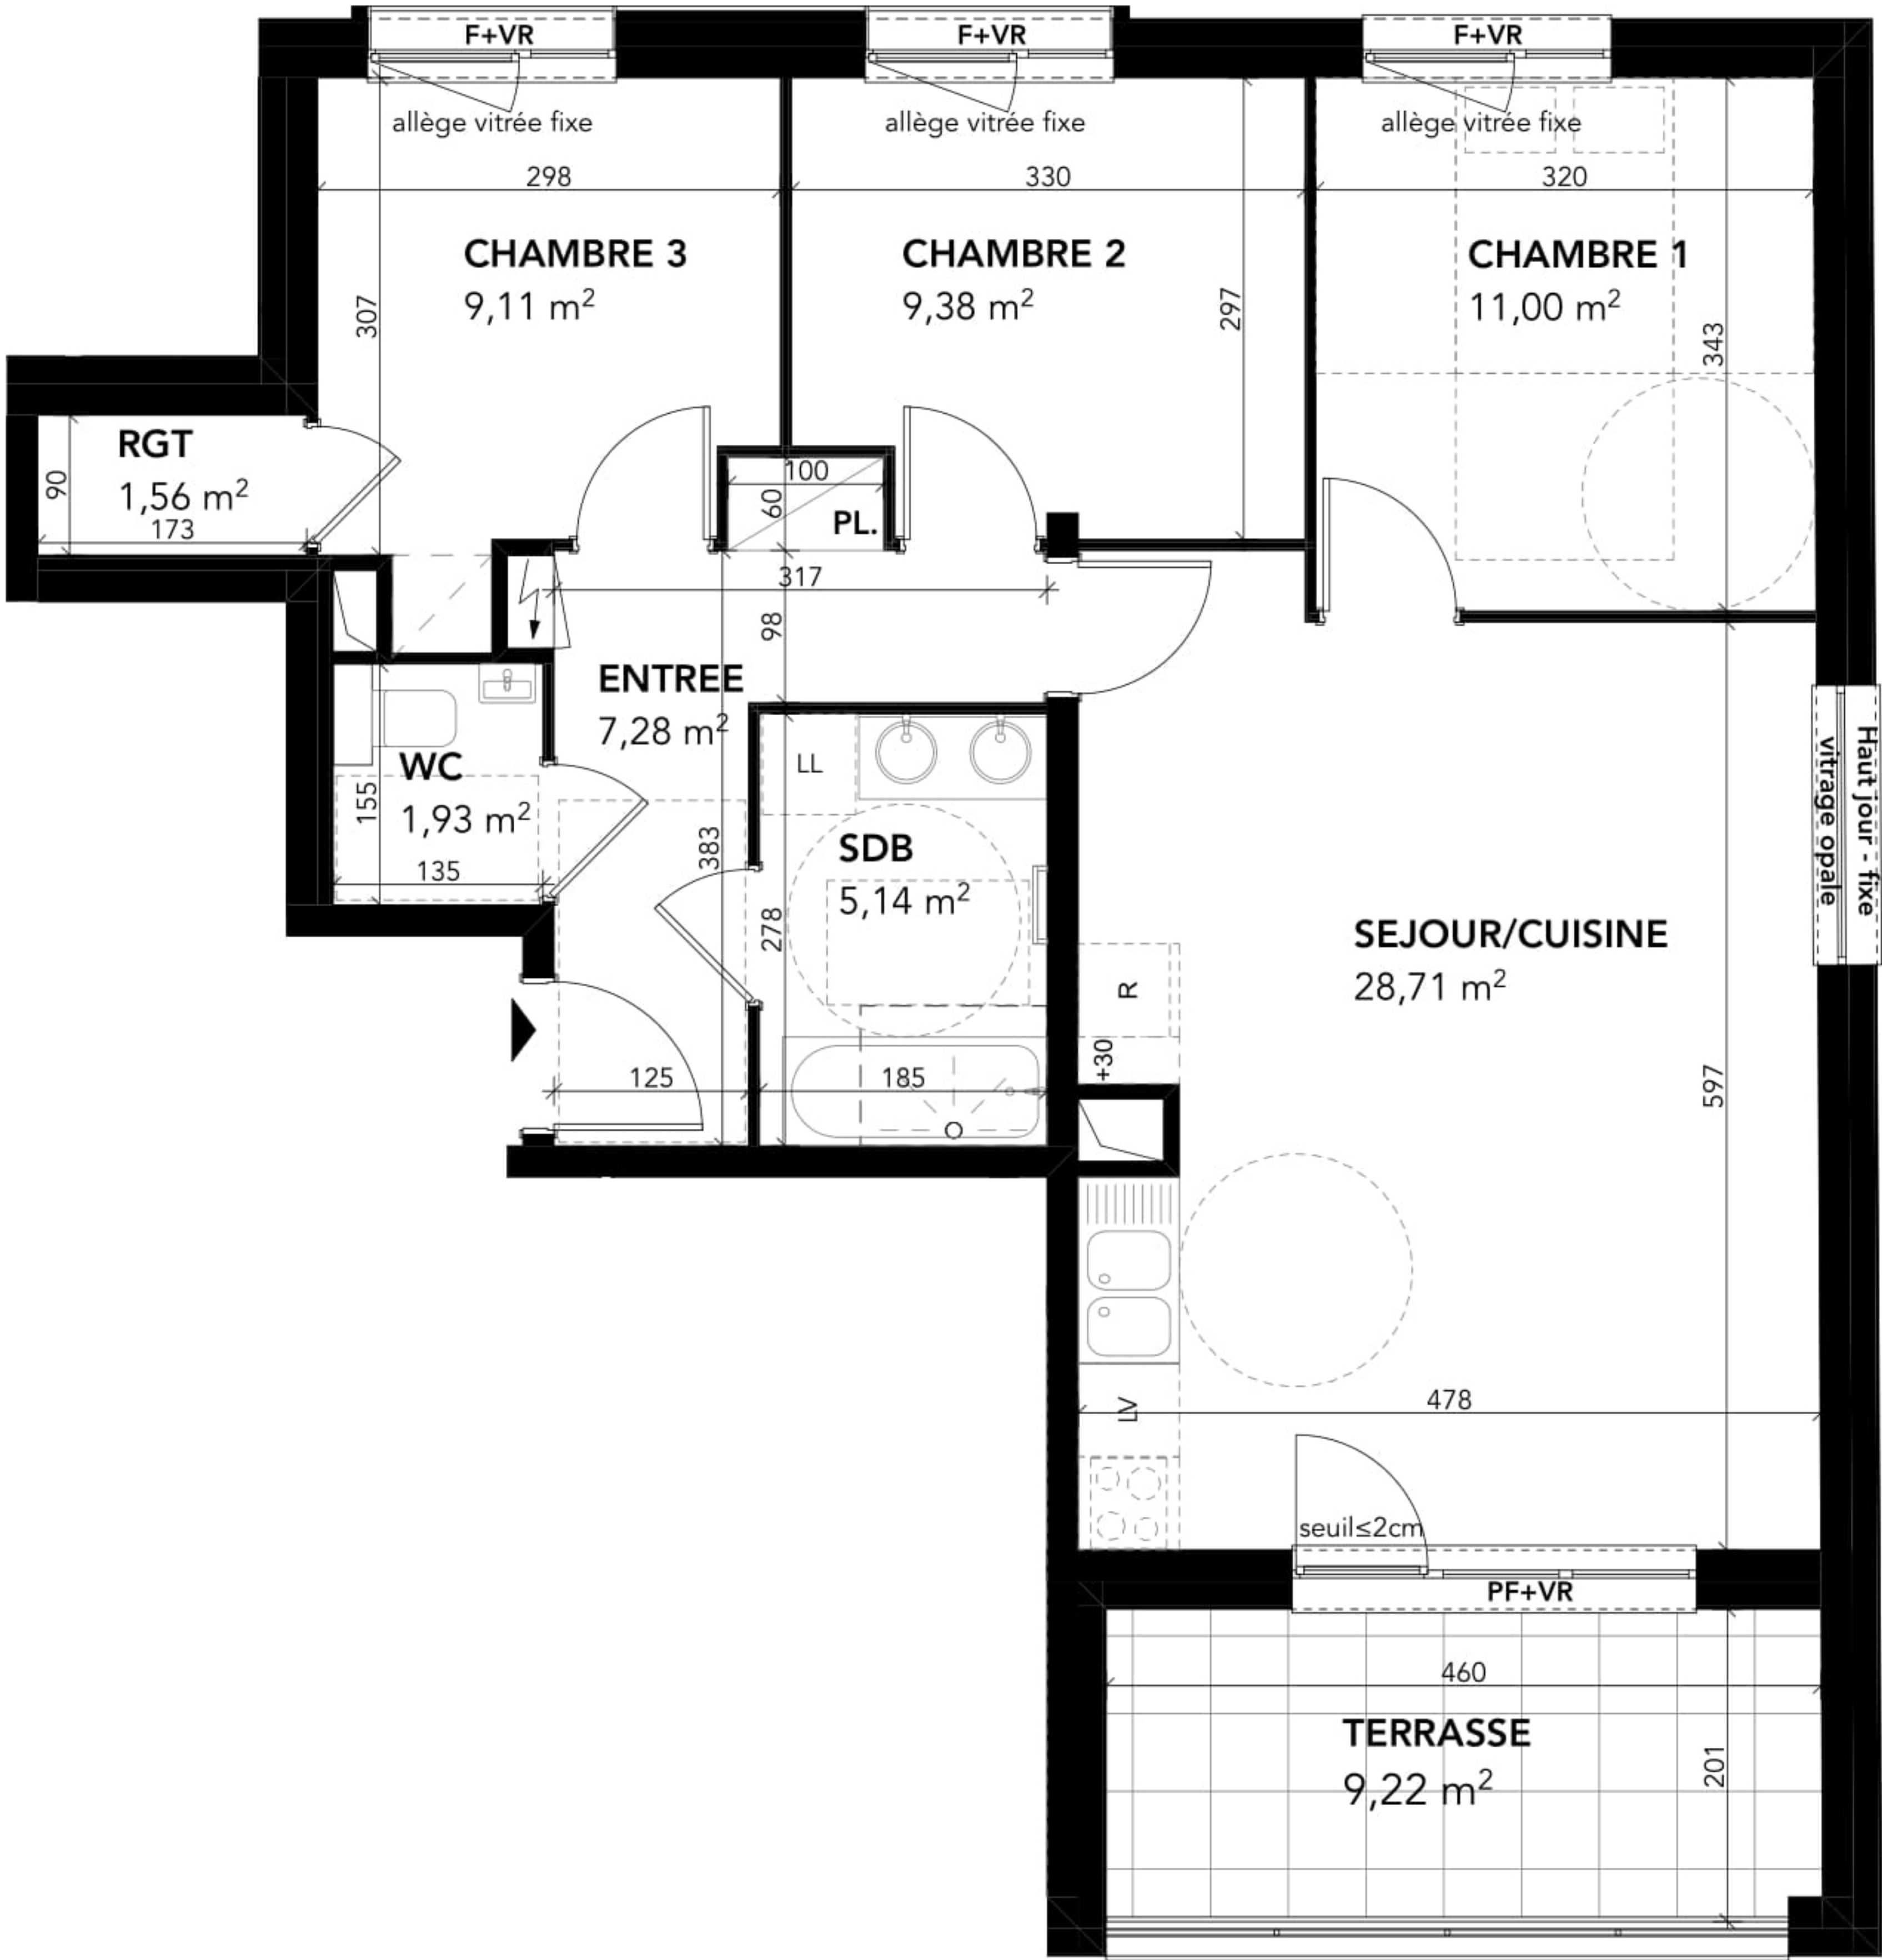 F+VR
F+VR
F+VR
allège vitrée fixe
allège vitrée fixe
allège vitrée fixe
298
330
320
CHAMBRE 3
9,11 m²
CHAMBRE 2
9,38 m²
CHAMBRE 1
11,00 m²
307
297
343
RGT
1,56 m²
90
173
100
60
PL.
317
98
ENTREE
7,28 m²
WC
1,93 m²
155
135
383
LL
SDB
5,14 m²
278
125
185
Haut jour - fixe
vitrage opale
SEJOUR/CUISINE
28,71 m²
R
+30
597
478
LV
seuil≤2cm
PF+VR
460
TERRASSE
9,22 m²
201